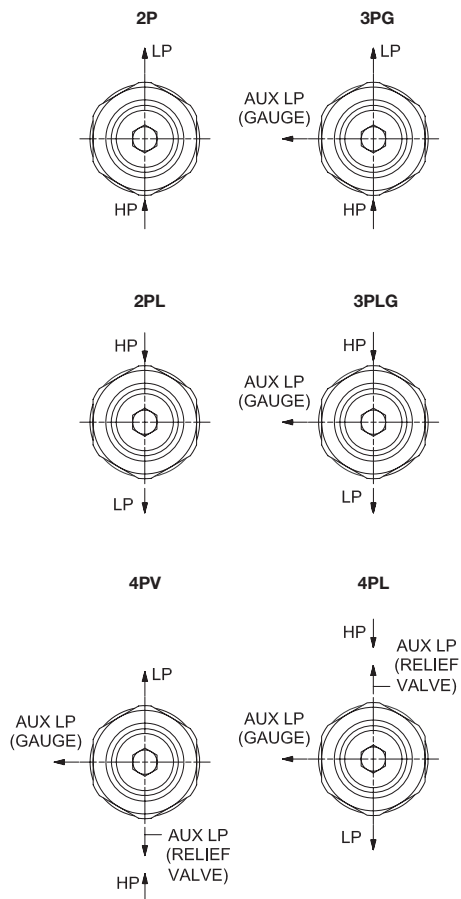 2P
3PG
LP
LP
AUX LP
(GAUGE)
HP
HP
2PL
3PLG
HP
HP
AUX LP
(GAUGE)
LP
LP
4PV
4PL
HP
AUX LP
(RELIEF
VALVE)
LP
AUX LP
(GAUGE)
AUX LP
(GAUGE)
AUX LP
(RELIEF
VALVE)
LP
HP